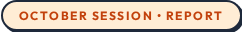 OCTOBER SESSION • REPORT